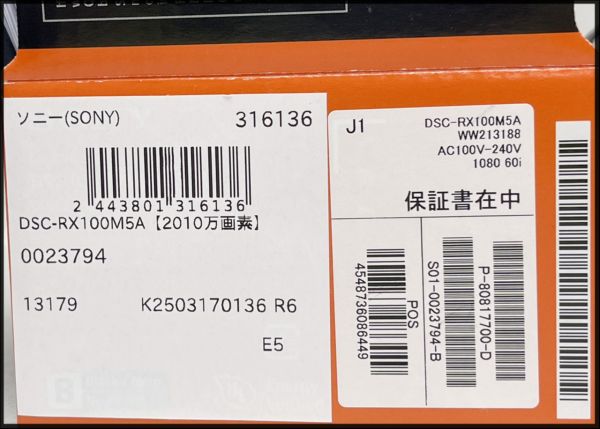 ソニー(SONY)
316136
2 443801 316136
DSC-RX100M5A【2010万画素】
0023794
13179
K2503170136 R6
E5
J1
DSC-RX100M5A
WW213188
AC100V-240V
1080 60i
保証書在中
P-80817700-D
S01-0023794-B
POS
4548736086449